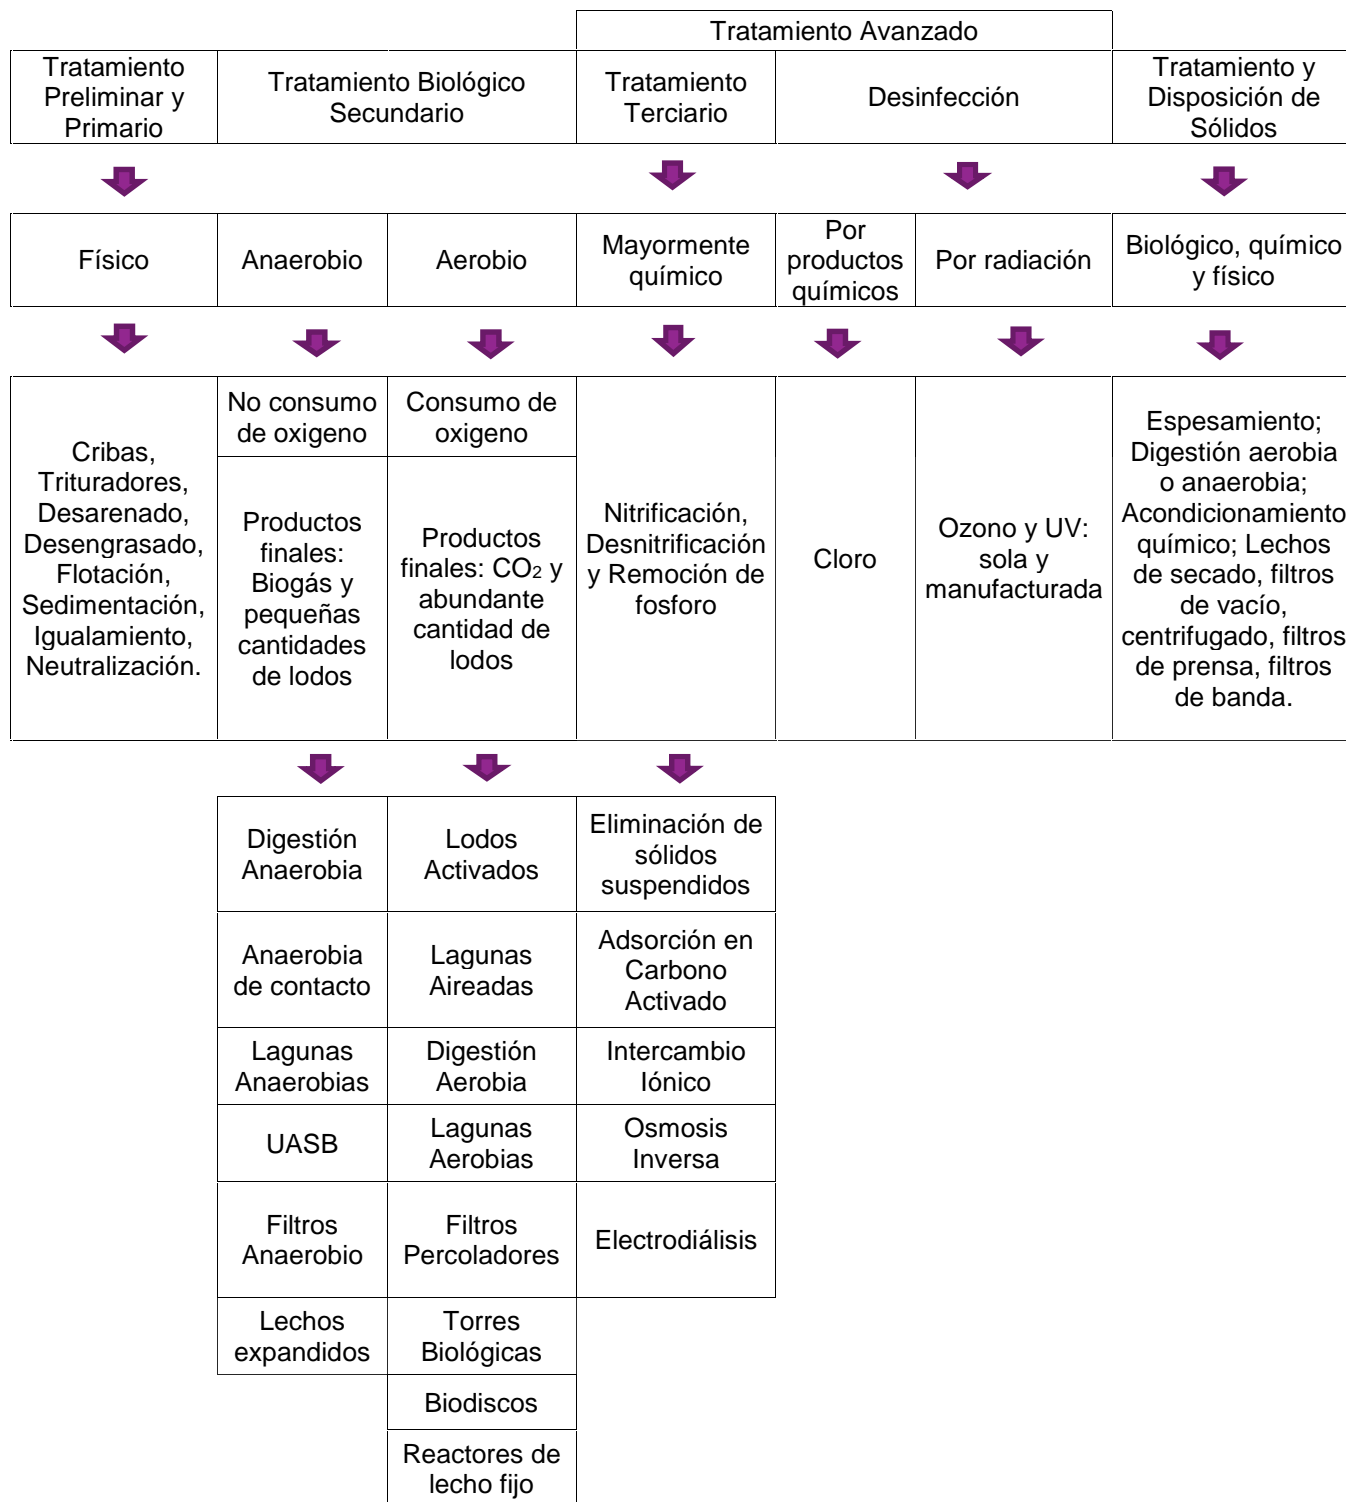 Tratamiento Avanzado
Tratamiento
Preliminar y
Primario
Tratamiento Biológico
Secundario
Tratamiento
Terciario
Desinfección
Tratamiento y
Disposición de
Sólidos
Físico
Anaerobio
Aerobio
Mayormente
químico
Por
productos
químicos
Por radiación
Biológico, químico
y físico
Cribas,
Trituradores,
Desarenado,
Desengrasado,
Flotación,
Sedimentación,
Igualamiento,
Neutralización.
No consumo
de oxigeno
Productos
finales:
Biogás y
pequeñas
cantidades
de lodos
Consumo de
oxigeno
Productos
finales: CO₂ y
abundante
cantidad de
lodos
Nitrificación,
Desnitrificación
y Remoción de
fosforo
Cloro
Ozono y UV:
sola y
manufacturada
Espesamiento;
Digestión aerobia
o anaerobia;
Acondicionamiento
químico; Lechos
de secado, filtros
de vacío,
centrifugado, filtros
de prensa, filtros
de banda.
Digestión
Anaerobia
Lodos
Activados
Eliminación de
sólidos
suspendidos
Anaerobia
de contacto
Lagunas
Aireadas
Adsorción en
Carbono
Activado
Lagunas
Anaerobias
Digestión
Aerobia
Intercambio
Iónico
UASB
Lagunas
Aerobias
Osmosis
Inversa
Filtros
Anaerobio
Filtros
Percoladores
Electrodiálisis
Lechos
expandidos
Torres
Biológicas
Biodiscos
Reactores de
lecho fijo